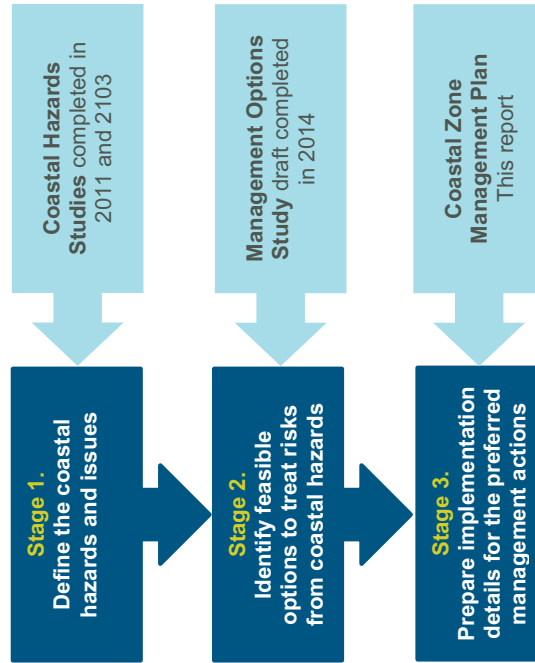 Stage 1.
Define the coastal
hazards and issues
Coastal Hazards
Studies completed in
2011 and 2103
Stage 2.
Identify feasible
options to treat risks
from coastal hazards
Management Options
Study draft completed
in 2014
Stage 3.
Prepare implementation
details for the preferred
management actions
Coastal Zone
Management Plan
This report